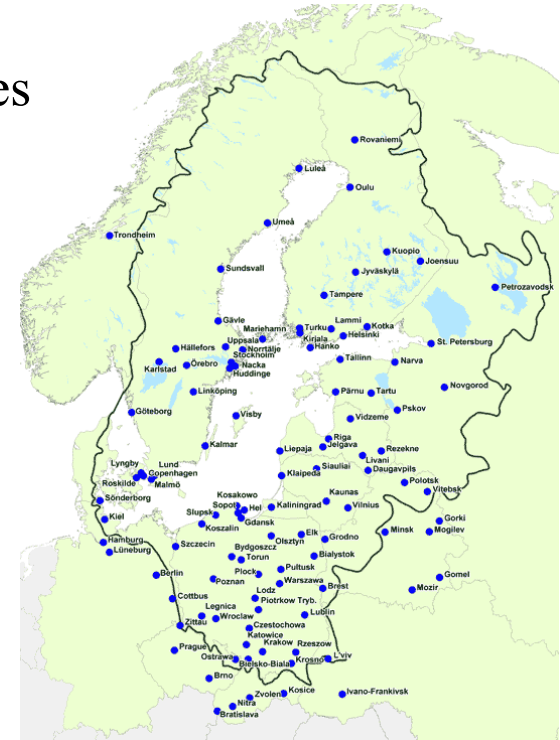 es
Rovaniemi
Luleå
Oulu
Umeå
Trondheim
Kuopio
Joensuu
Sundsvall
Jyväskylä
Petrozavodsk
Tampere
Gävle
Mariehamn
Turku
Lammi
Kotka
Kirjala
Helsinki
Hanko
St. Petersburg
Uppsala
Norrtälje
Hällefors
Stockholm
Nacka
Huddinge
Karlstad
Örebro
Tallinn
Narva
Linköping
Pärnu
Tartu
Novgorod
Göteborg
Visby
Vidzeme
Pskov
Kalmar
Riga
Jelgava
Liepaja
Rezekne
Livani
Lyngby
Lund
Copenhagen
Roskilde
Malmö
Klaipeda
Siauliai
Daugavpils
Polotsk
Vitebsk
Sönderborg
Kosakowo
Kaunas
Sopot
Hel
Kaliningrad
Vilnius
Kiel
Slupsk
Gdansk
Koszalin
Gorki
Minsk
Mogilev
Hamburg
Lüneburg
Szczecin
Olsztyn
Elk
Grodno
Bydgoszcz
Torun
Bialystok
Berlin
Plock
Pultusk
Poznan
Warszawa
Brest
Gomel
Mozir
Cottbus
Lodz
Piotrkow Tryb.
Legnica
Wroclaw
Lublin
Zittau
Czestochowa
Katowice
Prague
Krakow
Rzeszow
Ostrawa
Bielsko-Biala
Krosno
L'viv
Brno
Zvolen
Kosice
Ivano-Frankivsk
Nitra
Bratislava